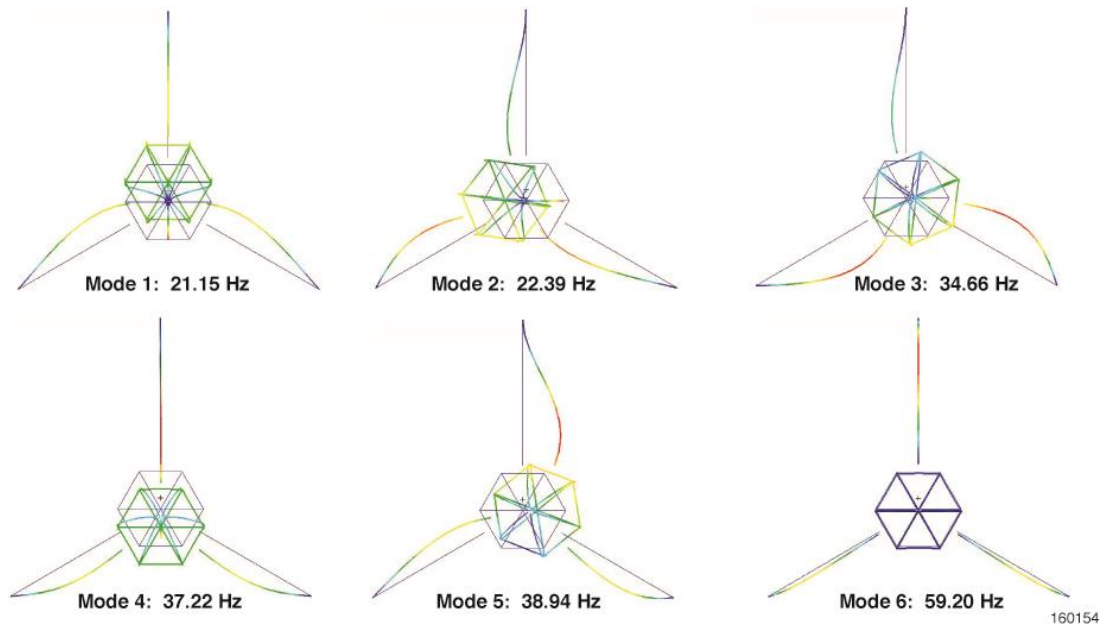 Mode 1: 21.15 Hz
Mode 2: 22.39 Hz
Mode 3: 34.66 Hz
Mode 4: 37.22 Hz
Mode 5: 38.94 Hz
Mode 6: 59.20 Hz
160154